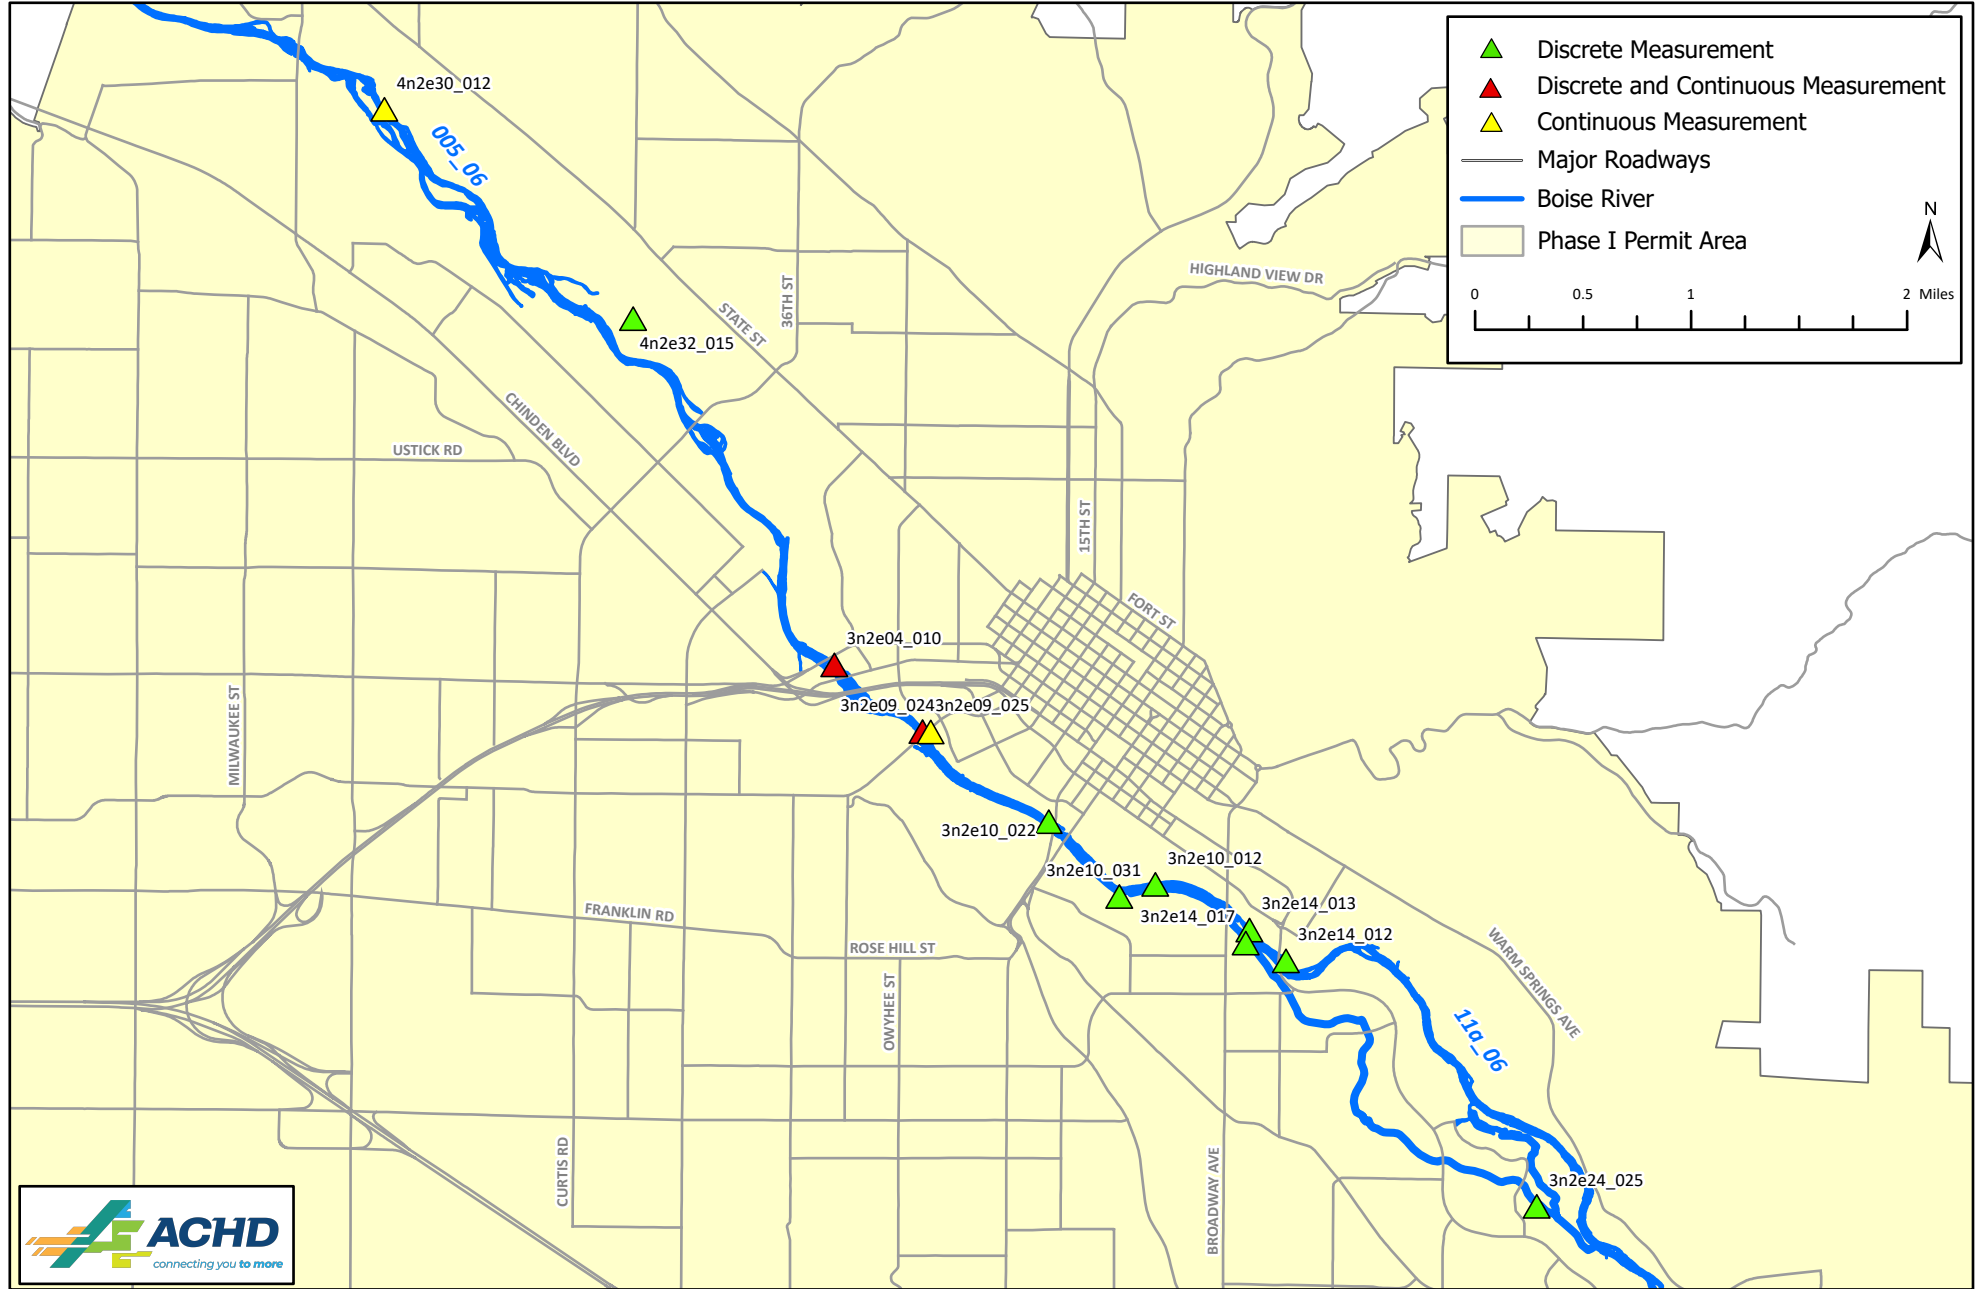 Discrete Measurement
Discrete and Continuous Measurement
Continuous Measurement
Major Roadways
Boise River
Phase I Permit Area
N
0 0.5 1 2 Miles
4n2e30_012
005_06
HIGHLAND VIEW DR
36TH ST
STATE ST
4n2e32_015
CHINDEN BLVD
USTICK RD
15TH ST
FORT ST
3n2e04_010
MILWAUKEE ST
3n2e09_024
3n2e09_025
3n2e10_022
3n2e10_012
3n2e10_031
3n2e14_013
3n2e14_017
3n2e14_012
FRANKLIN RD
ROSE HILL ST
WARM SPRINGS AVE
OWYHEE ST
11a_06
CURTIS RD
BROADWAY AVE
3n2e24_025
ACHD
connecting you to more